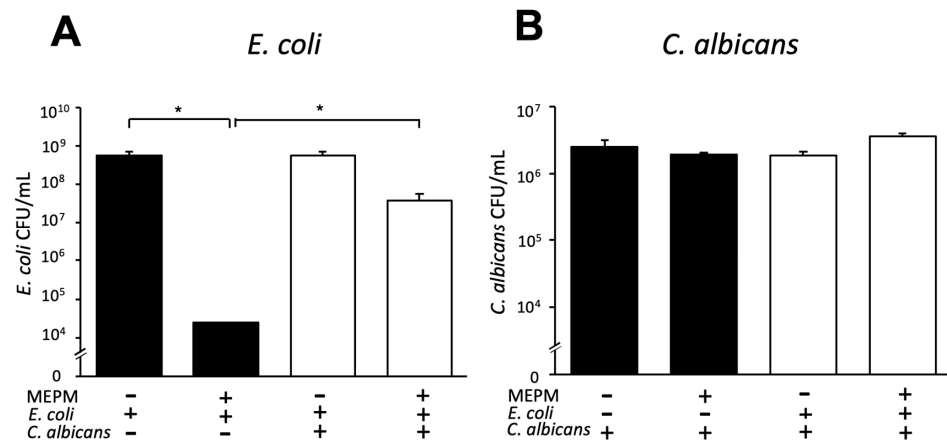 A
E. coli
E. coli CFU/mL
10¹⁰
10⁹
10⁸
10⁷
10⁶
10⁵
10⁴
0
*
*
MEPM − + − +
E. coli + + + +
C. albicans − − + +
B
C. albicans
C. albicans CFU/mL
10⁷
10⁶
10⁵
10⁴
0
MEPM − + − +
E. coli − − + +
C. albicans + + + +